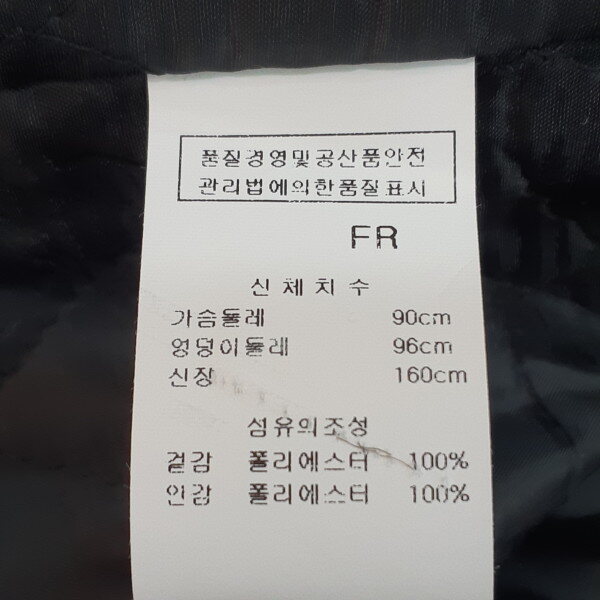 품질경영및공산품안전
관리법에의한품질표시
FR
신체치수
가슴둘레 90cm
엉덩이둘레 96cm
신장 160cm
섬유의조성
겉감 폴리에스터 100%
안감 폴리에스터 100%